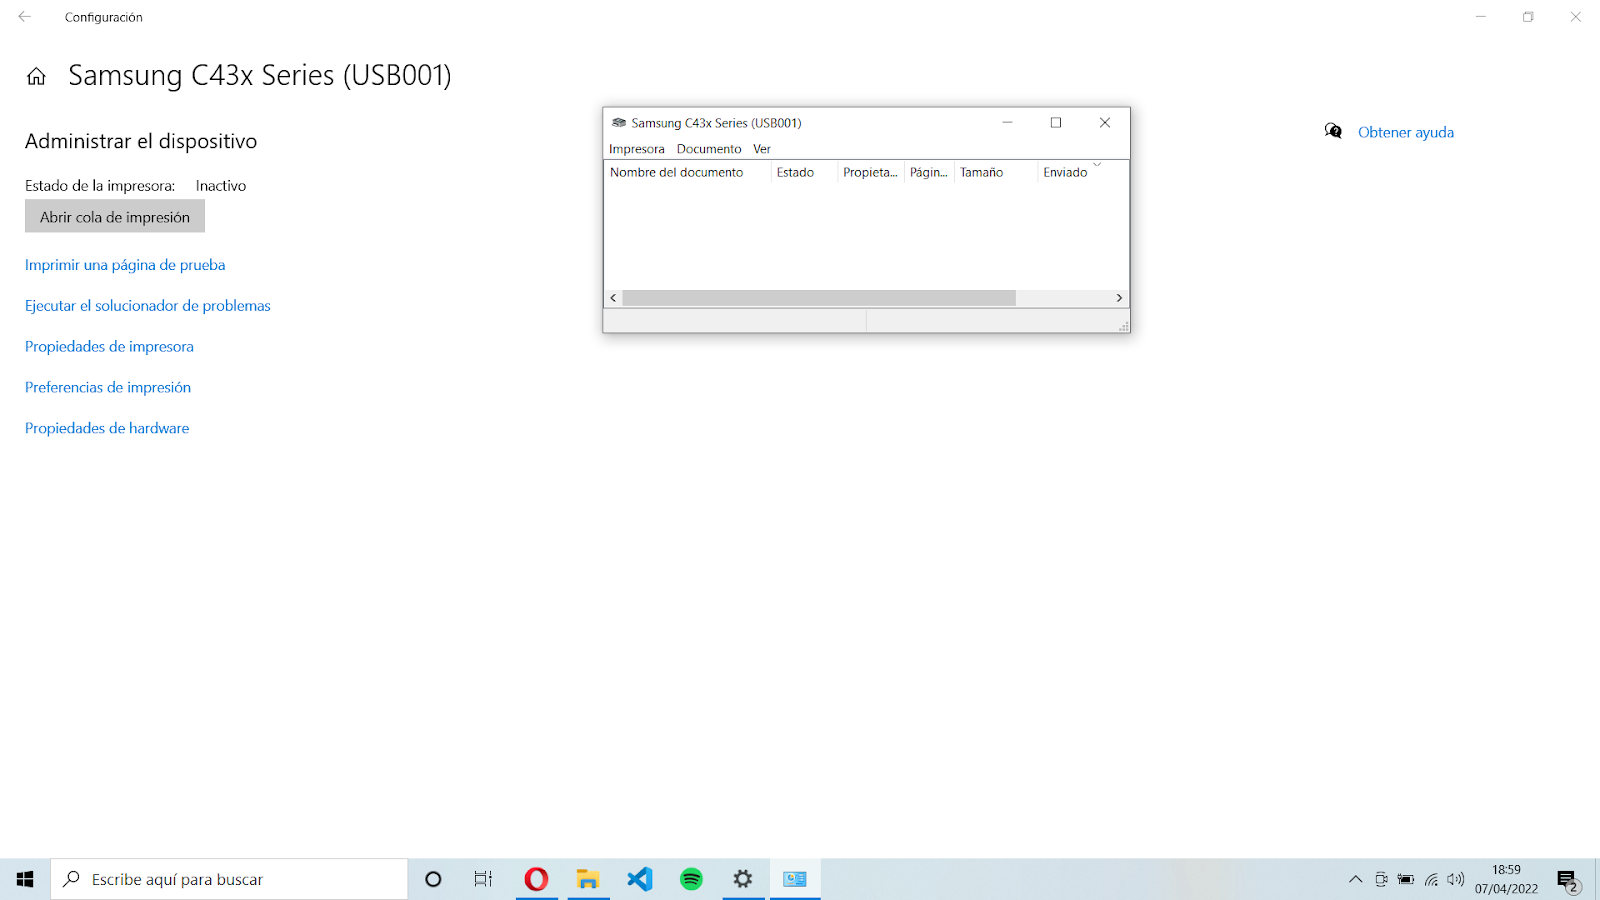 Configuración
Samsung C43x Series (USB001)
Administrar el dispositivo
Estado de la impresora: Inactivo
Abrir cola de impresión
Imprimir una página de prueba
Ejecutar el solucionador de problemas
Propiedades de impresora
Preferencias de impresión
Propiedades de hardware
Samsung C43x Series (USB001)
Impresora Documento Ver
Nombre del documento Estado Propieta... Págin... Tamaño Enviado
Obtener ayuda
Escribe aquí para buscar
18:59
07/04/2022
2